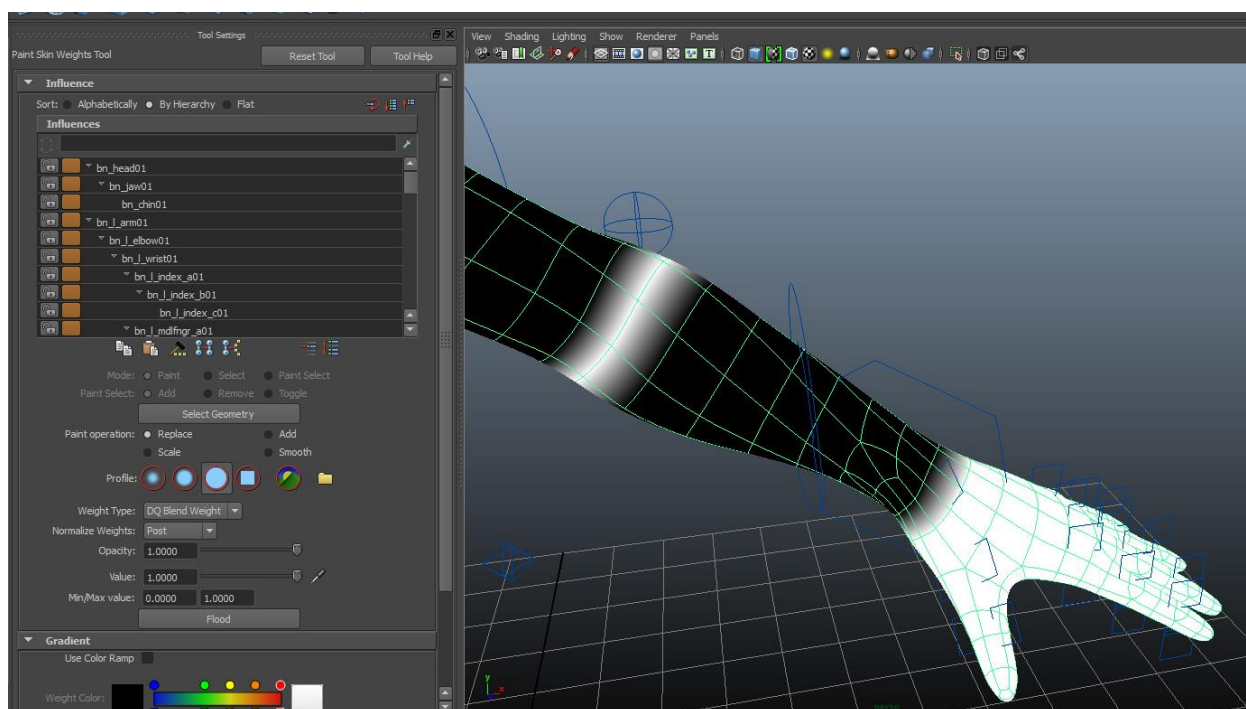 Tool Settings
Paint Skin Weights Tool
Reset Tool
Tool Help
Influence
Sort: Alphabetically By Hierarchy Flat
Influences
bn_head01
bn_jaw01
bn_chin01
bn_l_arm01
bn_l_elbow01
bn_l_wrist01
bn_l_index_a01
bn_l_index_b01
bn_l_index_c01
bn_l_mdlfngr_a01
Mode: Paint Select Paint Select
Paint Select: Add Remove Toggle
Select Geometry
Paint operation: Replace Add
Scale Smooth
Profile:
Weight Type: DQ Blend Weight
Normalize Weights: Post
Opacity: 1.0000
Value: 1.0000
Min/Max value: 0.0000 1.0000
Flood
Gradient
Use Color Ramp
Weight Color:
View Shading Lighting Show Renderer Panels
T
y
x